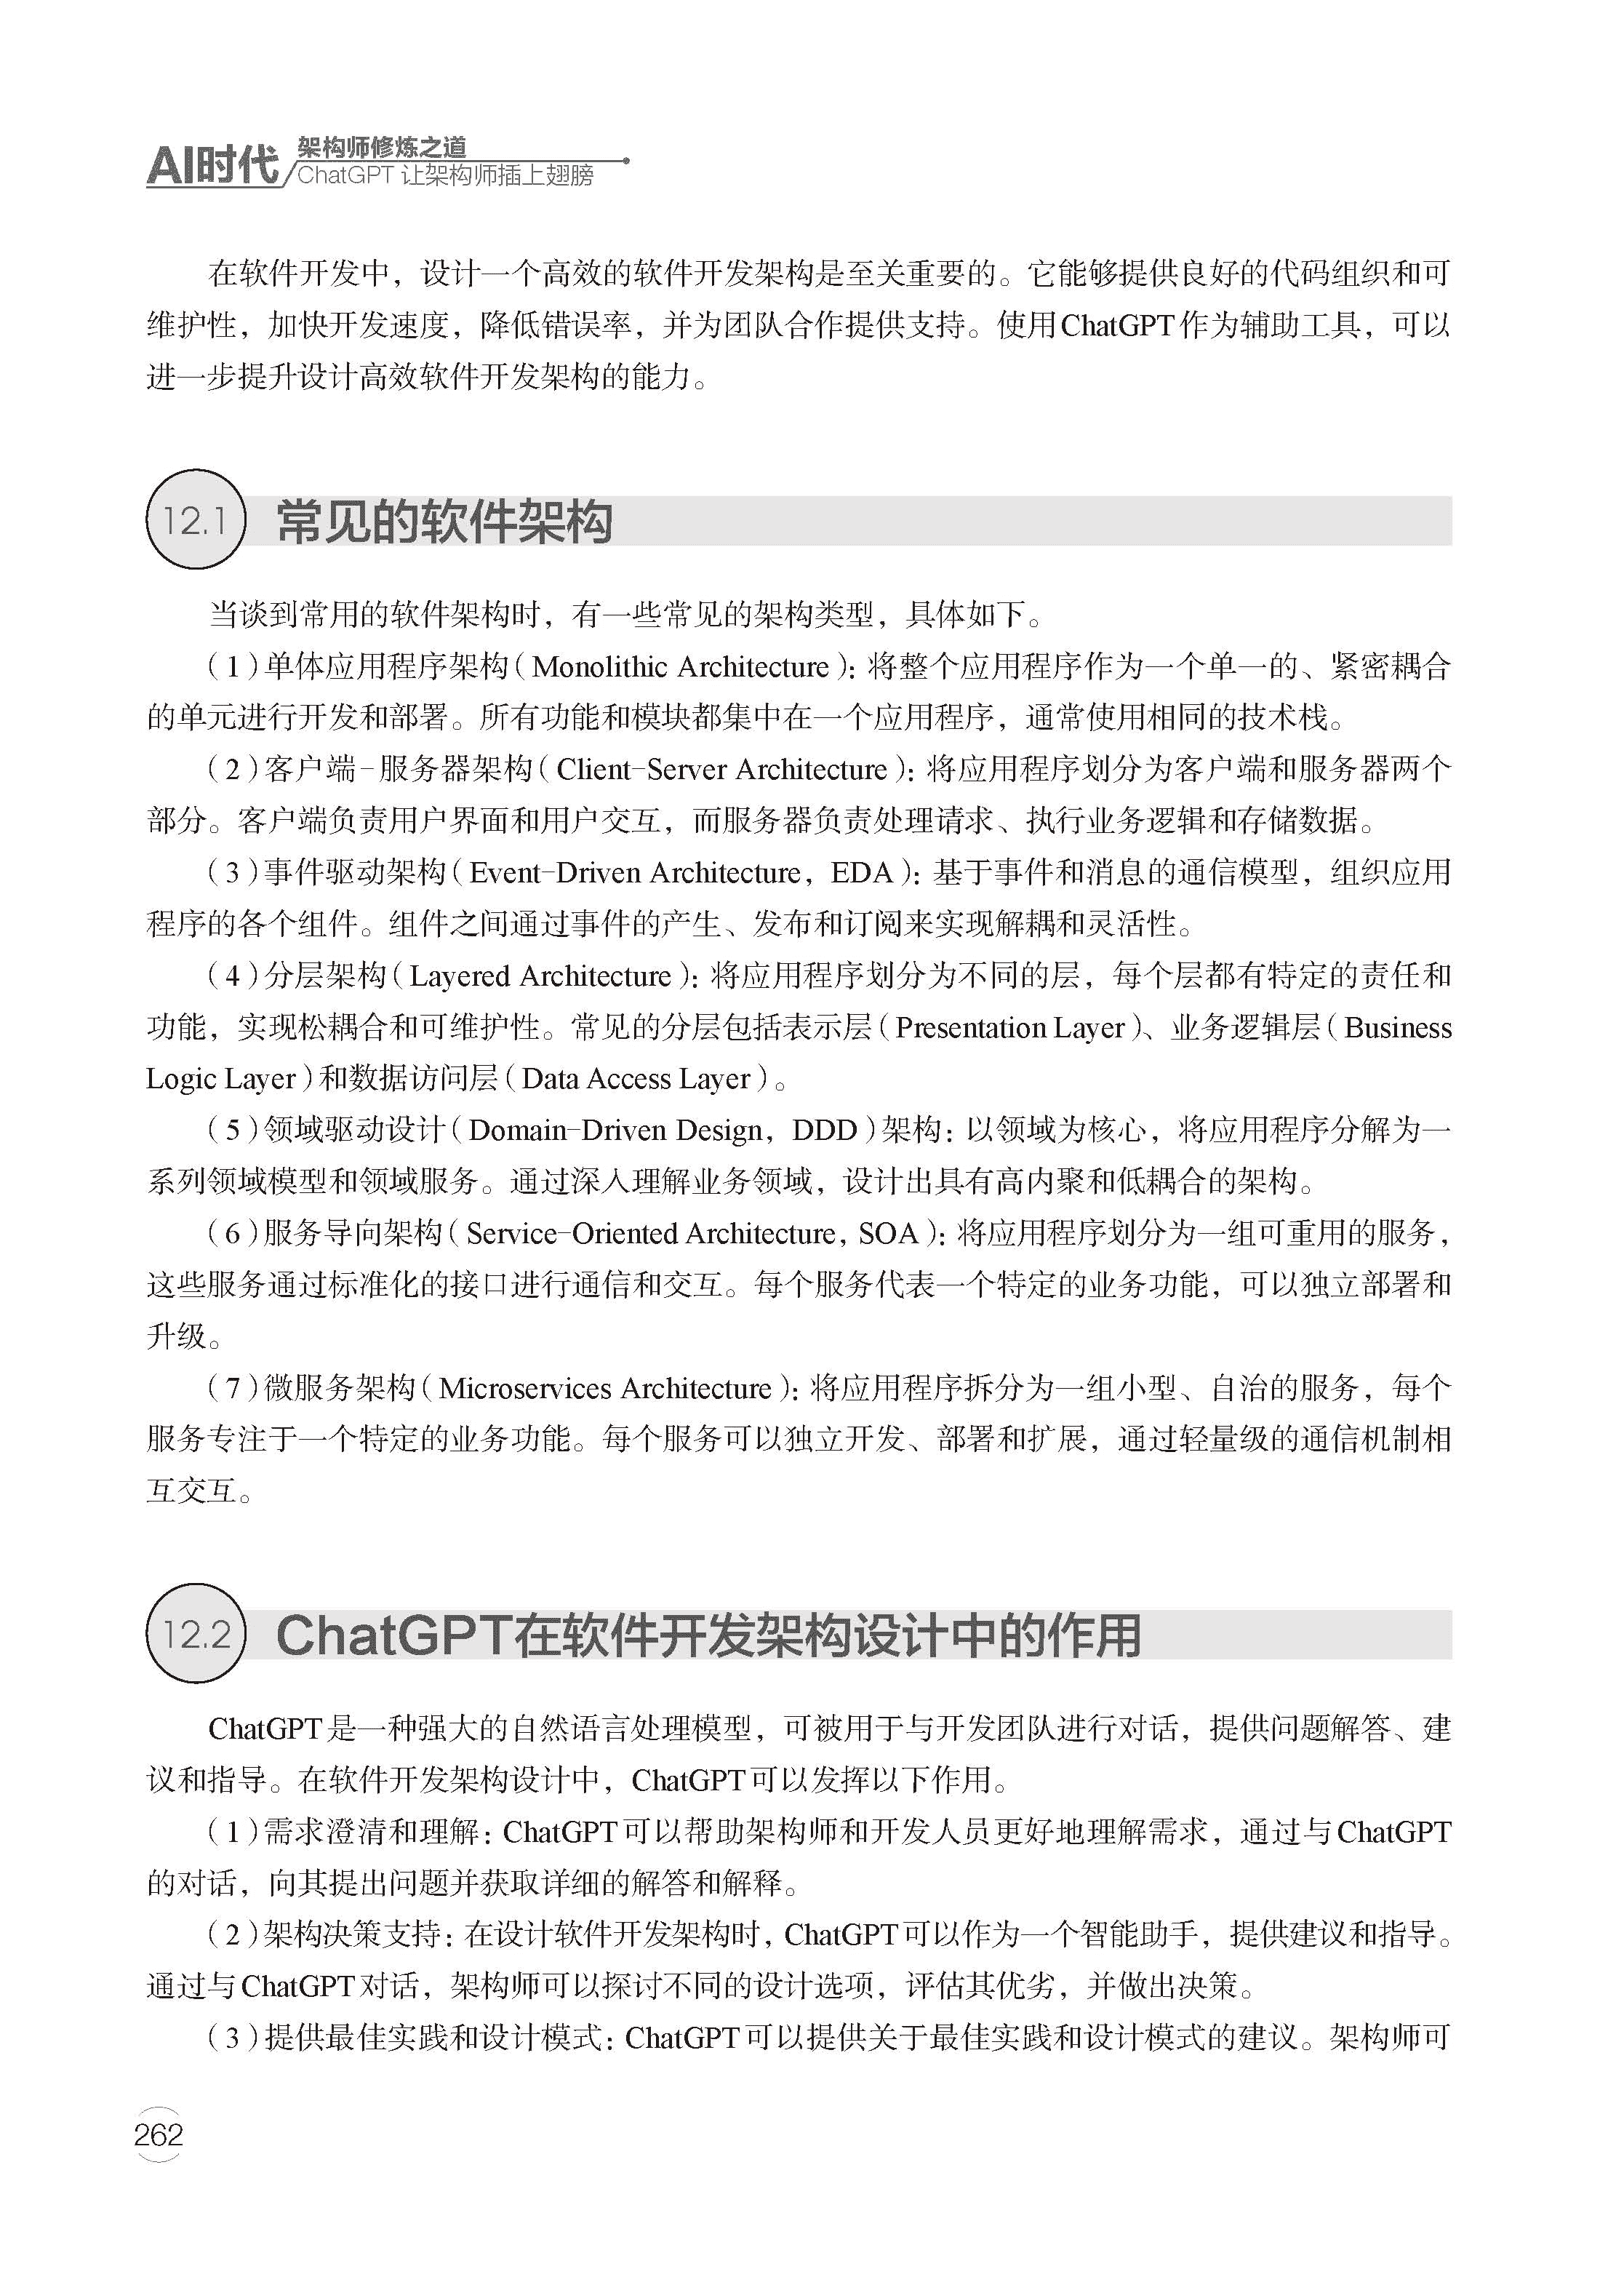 AI时代
架构师修炼之道
ChatGPT 让架构师插上翅膀
在软件开发中，设计一个高效的软件开发架构是至关重要的。它能够提供良好的代码组织和可
维护性，加快开发速度，降低错误率，并为团队合作提供支持。使用ChatGPT作为辅助工具，可以
进一步提升设计高效软件开发架构的能力。
12.1 常见的软件架构
当谈到常用的软件架构时，有一些常见的架构类型，具体如下。
（1）单体应用程序架构（Monolithic Architecture）：将整个应用程序作为一个单一的、紧密耦合
的单元进行开发和部署。所有功能和模块都集中在一个应用程序，通常使用相同的技术栈。
（2）客户端-服务器架构（Client-Server Architecture）：将应用程序划分为客户端和服务器两个
部分。客户端负责用户界面和用户交互，而服务器负责处理请求、执行业务逻辑和存储数据。
（3）事件驱动架构（Event-Driven Architecture，EDA）：基于事件和消息的通信模型，组织应用
程序的各个组件。组件之间通过事件的产生、发布和订阅来实现解耦和灵活性。
（4）分层架构（Layered Architecture）：将应用程序划分为不同的层，每个层都有特定的责任和
功能，实现松耦合和可维护性。常见的分层包括表示层（Presentation Layer）、业务逻辑层（Business
Logic Layer）和数据访问层（Data Access Layer）。
（5）领域驱动设计（Domain-Driven Design，DDD）架构：以领域为核心，将应用程序分解为一
系列领域模型和领域服务。通过深入理解业务领域，设计出具有高内聚和低耦合的架构。
（6）服务导向架构（Service-Oriented Architecture，SOA）：将应用程序划分为一组可重用的服务，
这些服务通过标准化的接口进行通信和交互。每个服务代表一个特定的业务功能，可以独立部署和
升级。
（7）微服务架构（Microservices Architecture）：将应用程序拆分为一组小型、自治的服务，每个
服务专注于一个特定的业务功能。每个服务可以独立开发、部署和扩展，通过轻量级的通信机制相
互交互。
12.2 ChatGPT在软件开发架构设计中的作用
ChatGPT是一种强大的自然语言处理模型，可被用于与开发团队进行对话，提供问题解答、建
议和指导。在软件开发架构设计中，ChatGPT可以发挥以下作用。
（1）需求澄清和理解：ChatGPT可以帮助架构师和开发人员更好地理解需求，通过与ChatGPT
的对话，向其提出问题并获取详细的解答和解释。
（2）架构决策支持：在设计软件开发架构时，ChatGPT可以作为一个智能助手，提供建议和指导。
通过与ChatGPT对话，架构师可以探讨不同的设计选项，评估其优劣，并做出决策。
（3）提供最佳实践和设计模式：ChatGPT可以提供关于最佳实践和设计模式的建议。架构师可
262